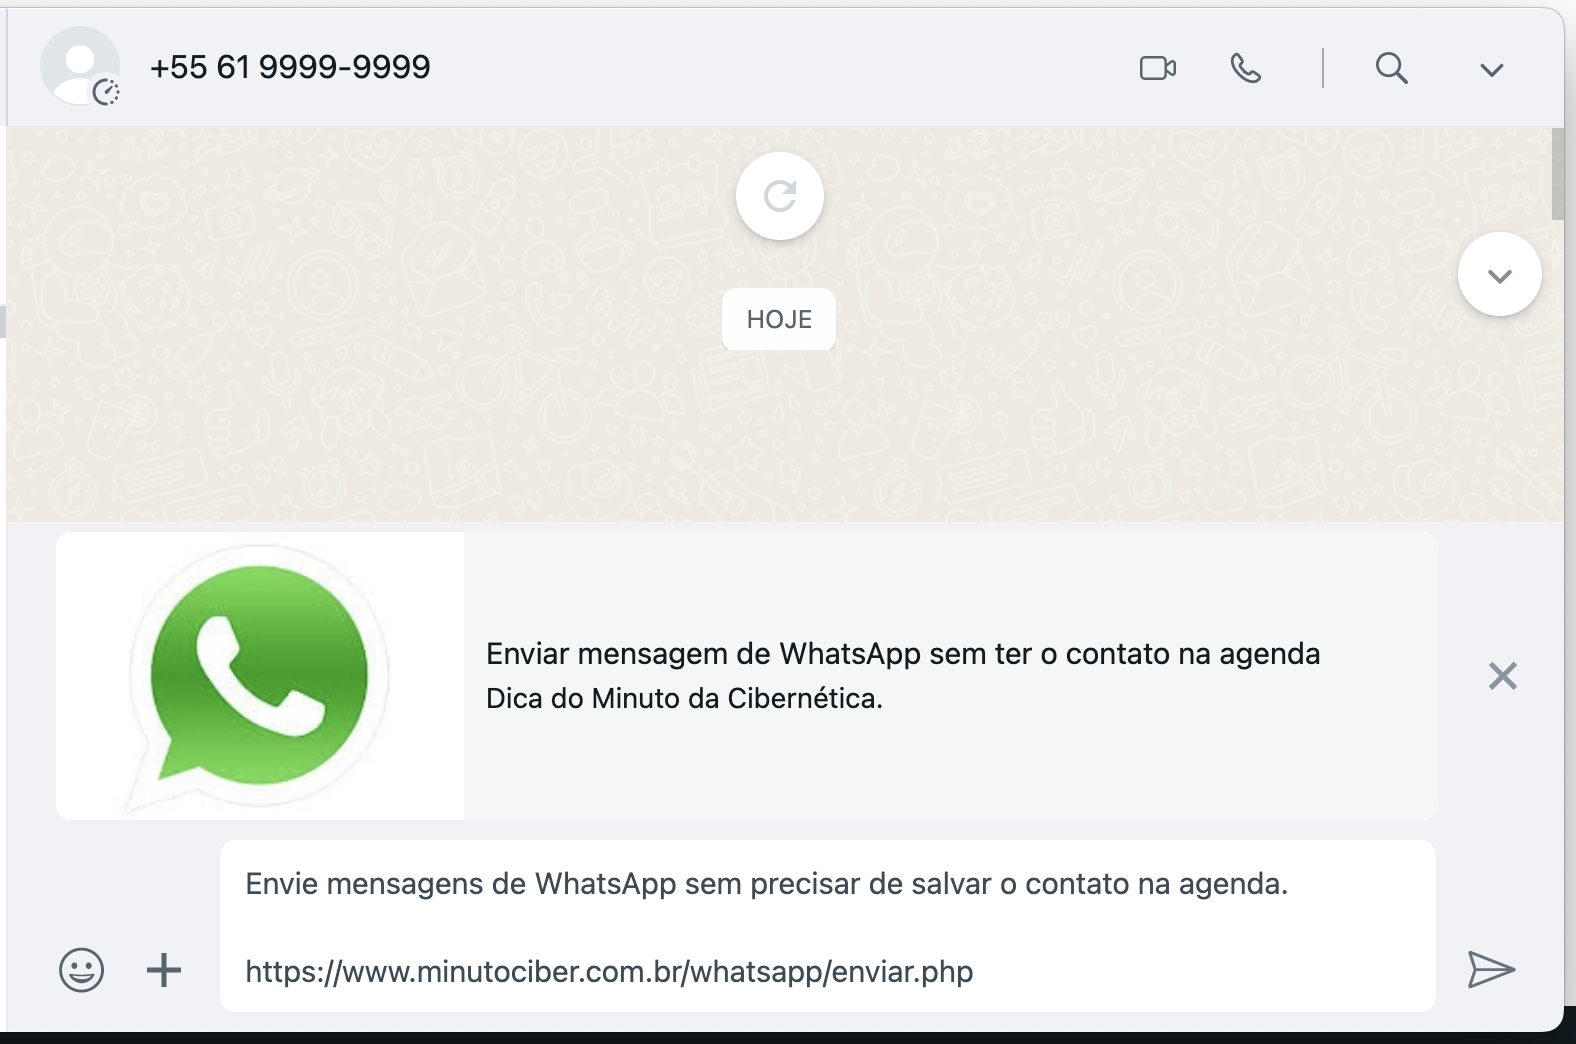 +55 61 9999-9999
HOJE
Enviar mensagem de WhatsApp sem ter o contato na agenda
Dica do Minuto da Cibernética.
Envie mensagens de WhatsApp sem precisar de salvar o contato na agenda.
https://www.minutociber.com.br/whatsapp/enviar.php